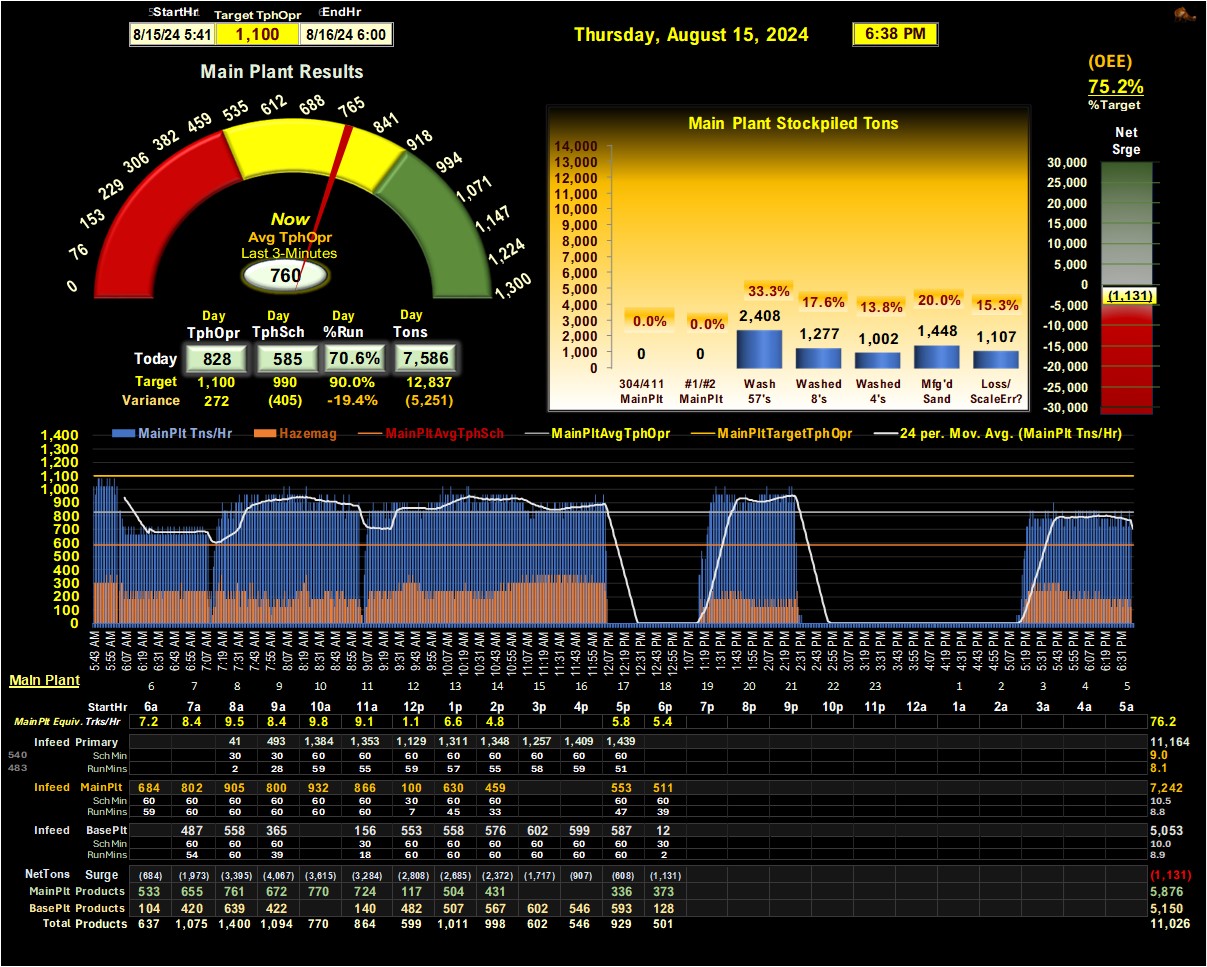 StartHr Target TphOpr EndHr
8/15/24 5:41 1,100 8/16/24 6:00
Thursday, August 15, 2024 6:38 PM
(OEE)
75.2%
%Target
Main Plant Results
0 76 153 229 306 382 459 535 612 688 765 841 918 994 1,071 1,147 1,224 1,300
Now
Avg TphOpr
Last 3-Minutes
760
Day Day Day Day
TphOpr TphSch %Run Tons
Today 828 585 70.6% 7,586
Target 1,100 990 90.0% 12,837
Variance 272 (405) -19.4% (5,251)
Main Plant Stockpiled Tons
14,000
13,000
12,000
11,000
10,000
9,000
8,000
7,000
6,000
5,000
4,000
3,000
2,000
1,000
0
0.0% 0.0% 33.3% 17.6% 13.8% 20.0% 15.3%
0 0 2,408 1,277 1,002 1,448 1,107
304/411 #1/#2 Wash Washed Washed Mfg'd Loss/
MainPlt MainPlt 57's 8's 4's Sand ScaleErr?
Net
Srge
30,000
25,000
20,000
15,000
10,000
5,000
0
(1,131)
-5,000
-10,000
-15,000
-20,000
-25,000
-30,000
MainPlt Tns/Hr Hazemag MainPltAvgTphSch MainPltAvgTphOpr MainPltTargetTphOpr 24 per. Mov. Avg. (MainPlt Tns/Hr)
1,400
1,300
1,200
1,100
1,000
900
800
700
600
500
400
300
200
100
0
5:43 AM 5:55 AM 6:07 AM 6:19 AM 6:31 AM 6:43 AM 6:55 AM 7:07 AM 7:19 AM 7:31 AM 7:43 AM 7:55 AM 8:07 AM 8:19 AM 8:31 AM 8:43 AM 8:55 AM 9:07 AM 9:19 AM 9:31 AM 9:43 AM 9:55 AM 10:07 AM 10:19 AM 10:31 AM 10:43 AM 10:55 AM 11:07 AM 11:19 AM 11:31 AM 11:43 AM 11:55 AM 12:07 PM 12:19 PM 12:31 PM 12:43 PM 12:55 PM 1:07 PM 1:19 PM 1:31 PM 1:43 PM 1:55 PM 2:07 PM 2:19 PM 2:31 PM 2:43 PM 2:55 PM 3:07 PM 3:19 PM 3:31 PM 3:43 PM 3:55 PM 4:07 PM 4:19 PM 4:31 PM 4:43 PM 4:55 PM 5:07 PM 5:19 PM 5:31 PM 5:43 PM 5:55 PM 6:07 PM 6:19 PM 6:31 PM
Main Plant 6 7 8 9 10 11 12 13 14 15 16 17 18 19 20 21 22 23 1 2 3 4 5
StartHr 6a 7a 8a 9a 10a 11a 12p 1p 2p 3p 4p 5p 6p 7p 8p 9p 10p 11p 12a 1a 2a 3a 4a 5a
MainPlt Equiv. Trks/Hr 7.2 8.4 9.5 8.4 9.8 9.1 1.1 6.6 4.8 5.8 5.4 76.2
Infeed Primary 41 493 1,384 1,353 1,129 1,311 1,348 1,257 1,409 1,439 11,164
540 Sch Min 30 30 60 60 60 60 60 60 60 60 9.0
483 RunMins 2 28 59 55 59 57 55 58 59 51 8.1
Infeed MainPlt 684 802 905 800 932 866 100 630 459 553 511 7,242
Sch Min 60 60 60 60 60 60 30 60 60 60 60 10.5
RunMins 59 60 60 60 60 60 7 45 33 47 39 8.8
Infeed BasePlt 487 558 365 156 553 558 576 602 599 587 12 5,053
Sch Min 60 60 60 30 60 60 60 60 60 60 30 10.0
RunMins 54 60 39 18 60 60 60 60 60 60 2 8.9
NetTons Surge (684) (1,973) (3,395) (4,067) (3,615) (3,284) (2,808) (2,685) (2,372) (1,717) (907) (608) (1,131) (1,131)
MainPlt Products 533 655 761 672 770 724 117 504 431 336 373 5,876
BasePlt Products 104 420 639 422 140 482 507 567 602 546 593 128 5,150
Total Products 637 1,075 1,400 1,094 770 864 599 1,011 998 602 546 929 501 11,026